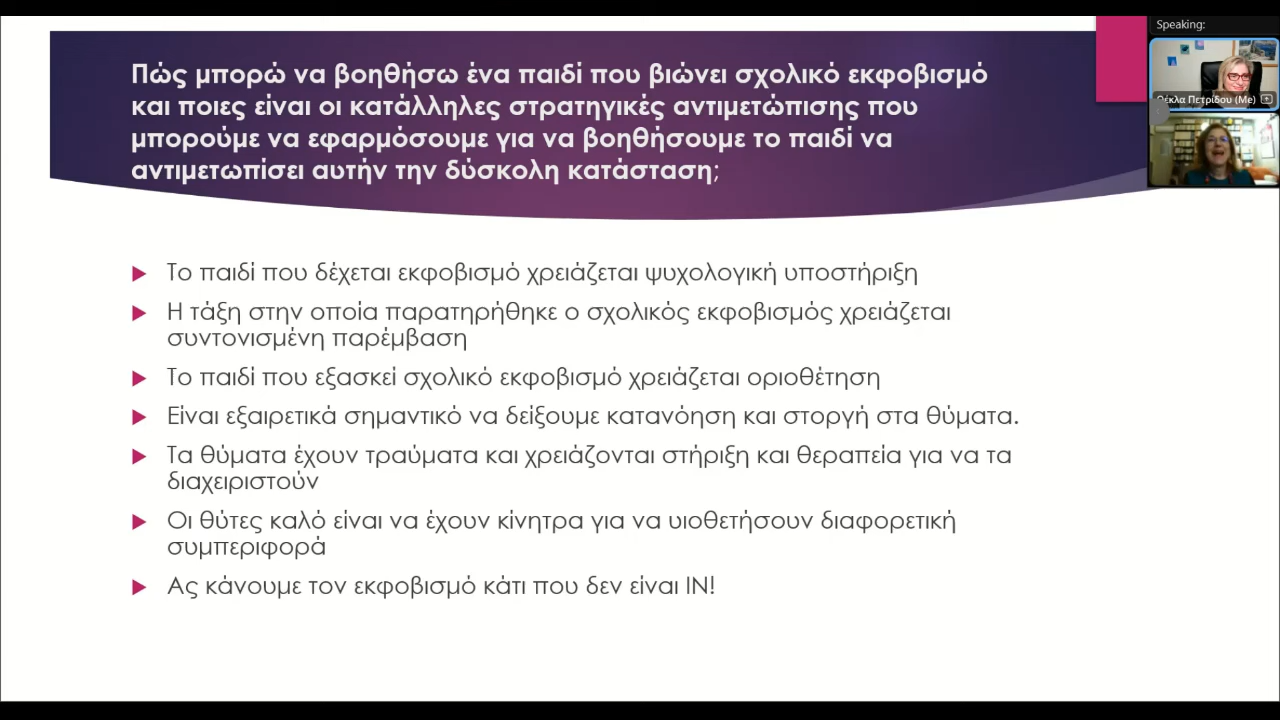 Speaking:
Θέκλα Πετρίδου (Me)
Πώς μπορώ να βοηθήσω ένα παιδί που βιώνει σχολικό εκφοβισμό
και ποιες είναι οι κατάλληλες στρατηγικές αντιμετώπισης που
μπορούμε να εφαρμόσουμε για να βοηθήσουμε το παιδί να
αντιμετωπίσει αυτήν την δύσκολη κατάσταση;
Το παιδί που δέχεται εκφοβισμό χρειάζεται ψυχολογική υποστήριξη
Η τάξη στην οποία παρατηρήθηκε ο σχολικός εκφοβισμός χρειάζεται
συντονισμένη παρέμβαση
Το παιδί που εξασκεί σχολικό εκφοβισμό χρειάζεται οριοθέτηση
Είναι εξαιρετικά σημαντικό να δείξουμε κατανόηση και στοργή στα θύματα.
Τα θύματα έχουν τραύματα και χρειάζονται στήριξη και θεραπεία για να τα
διαχειριστούν
Οι θύτες καλό είναι να έχουν κίνητρα για να υιοθετήσουν διαφορετική
συμπεριφορά
Ας κάνουμε τον εκφοβισμό κάτι που δεν είναι ΙΝ!